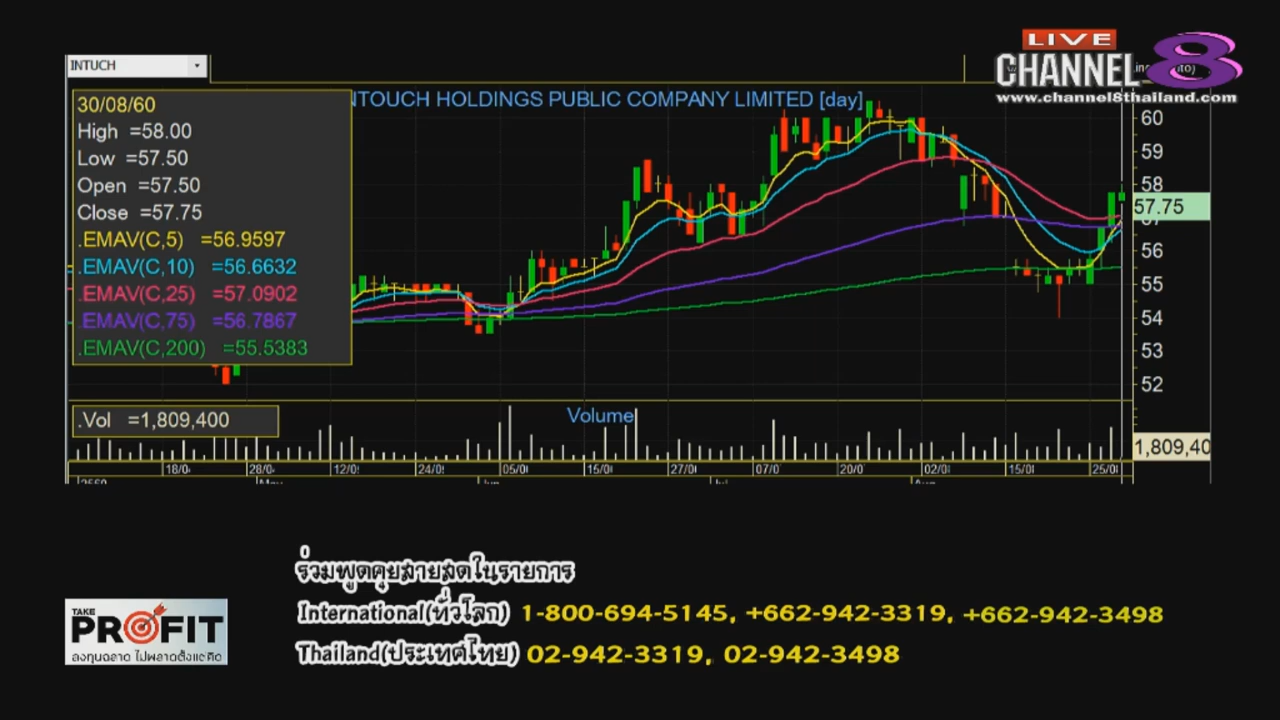 LIVE
CHANNEL 8
www.channel8thailand.com
INTUCH
NTOUCH HOLDINGS PUBLIC COMPANY LIMITED [day]
30/08/60
High =58.00
Low =57.50
Open =57.50
Close =57.75
.EMAV(C,5) =56.9597
.EMAV(C,10) =56.6632
.EMAV(C,25) =57.0902
.EMAV(C,75) =56.7867
.EMAV(C,200) =55.5383
60
59
58
57.75
56
55
54
53
52
.Vol =1,809,400
Volume
1,809,40
18/0 28/0 12/0 24/0 05/0 15/0 27/0 07/0 20/0 02/0 15/0 25/0
ร่วมพูดคุยสายสดในรายการ
International(ทั่วโลก) 1-800-694-5145, +662-942-3319, +662-942-3498
Thailand(ประเทศไทย) 02-942-3319, 02-942-3498
TAKE
PROFIT
ลงทุนฉลาด ไม่พลาดตั้งแต่คิด